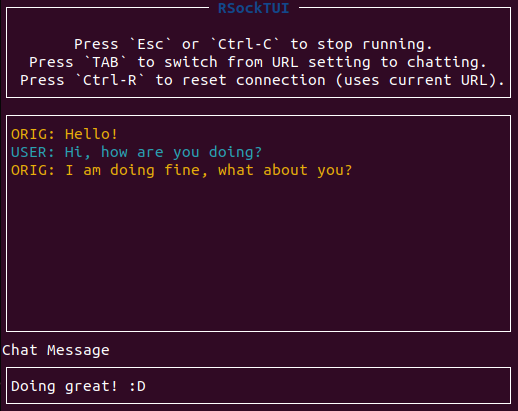 RSockTUI
Press `Esc` or `Ctrl-C` to stop running.
Press `TAB` to switch from URL setting to chatting.
Press `Ctrl-R` to reset connection (uses current URL).
ORIG: Hello!
USER: Hi, how are you doing?
ORIG: I am doing fine, what about you?
Chat Message
Doing great! :D